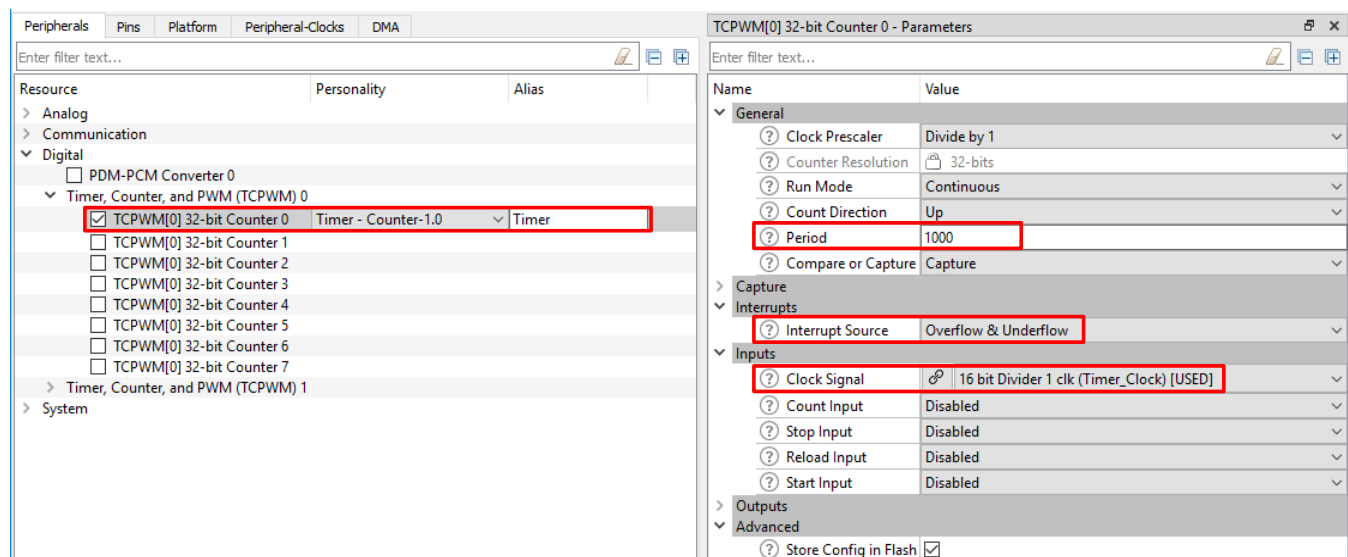 Peripherals Pins Platform Peripheral-Clocks DMA
Enter filter text...
Resource Personality Alias
Analog
Communication
Digital
PDM-PCM Converter 0
Timer, Counter, and PWM (TCPWM) 0
TCPWM[0] 32-bit Counter 0 Timer - Counter-1.0 Timer
TCPWM[0] 32-bit Counter 1
TCPWM[0] 32-bit Counter 2
TCPWM[0] 32-bit Counter 3
TCPWM[0] 32-bit Counter 4
TCPWM[0] 32-bit Counter 5
TCPWM[0] 32-bit Counter 6
TCPWM[0] 32-bit Counter 7
Timer, Counter, and PWM (TCPWM) 1
System
TCPWM[0] 32-bit Counter 0 - Parameters
Enter filter text...
Name Value
General
Clock Prescaler Divide by 1
Counter Resolution 32-bits
Run Mode Continuous
Count Direction Up
Period 1000
Compare or Capture Capture
Capture
Interrupts
Interrupt Source Overflow & Underflow
Inputs
Clock Signal 16 bit Divider 1 clk (Timer_Clock) [USED]
Count Input Disabled
Stop Input Disabled
Reload Input Disabled
Start Input Disabled
Outputs
Advanced
Store Config in Flash